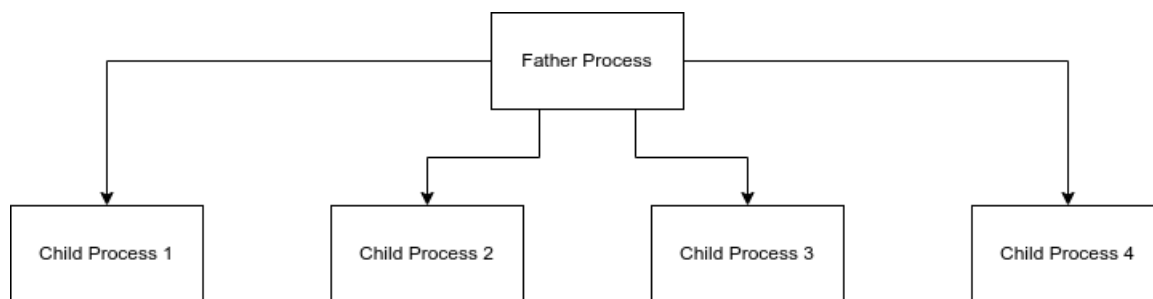 Father Process
Child Process 1
Child Process 2
Child Process 3
Child Process 4